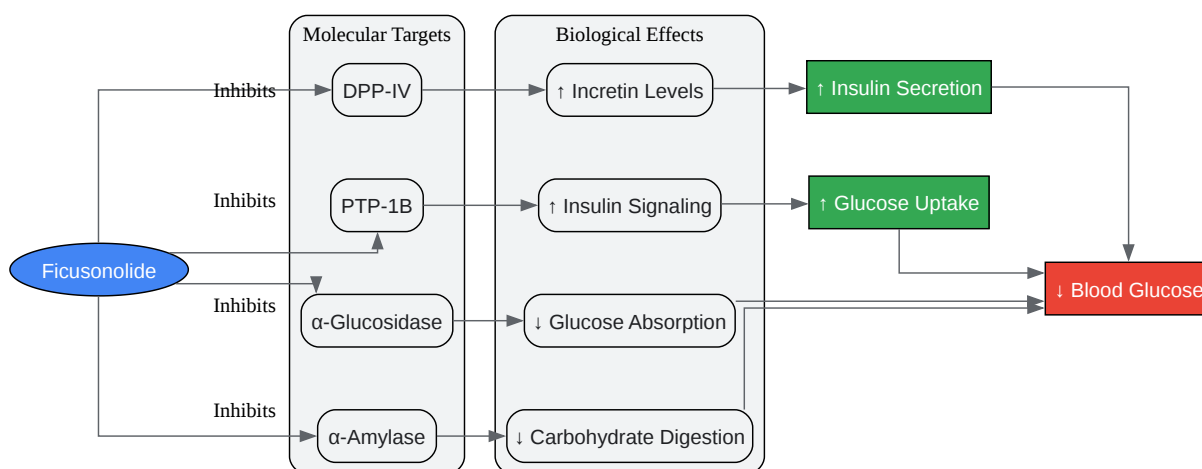 Molecular Targets
Biological Effects
Inhibits
DPP-IV
↑ Incretin Levels
↑ Insulin Secretion
Inhibits
PTP-1B
↑ Insulin Signaling
↑ Glucose Uptake
Ficusonolide
↓ Blood Glucose
Inhibits
α-Glucosidase
↓ Glucose Absorption
Inhibits
α-Amylase
↓ Carbohydrate Digestion